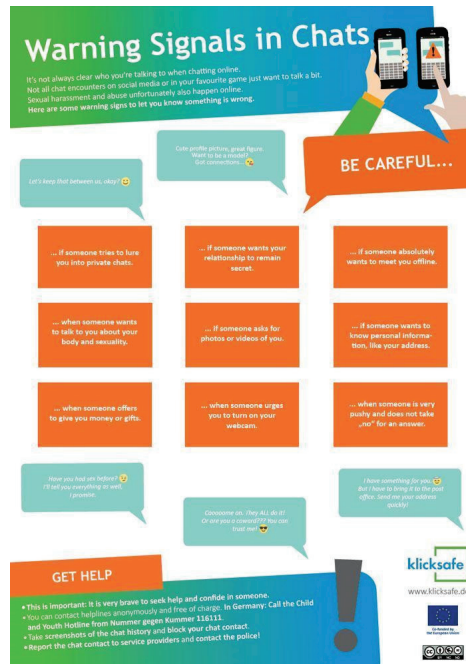 Warning Signals in Chats
It's not always clear who you're talking to when chatting online.
Not all chat encounters on social media or in your favourite game just want to talk a bit.
Sexual harassment and abuse unfortunately also happen online.
Here are some warning signs to let you know something is wrong.
Let's keep that between us, okay?
Cute profile picture, great figure.
Want to be a model?
Got connections...
BE CAREFUL...
... if someone tries to lure
you into private chats.
... if someone wants your
relationship to remain
secret.
... if someone absolutely
wants to meet you offline.
... when someone wants
to talk to you about your
body and sexuality.
... if someone asks for
photos or videos of you.
... if someone wants to
know personal informa-
tion, like your address.
... when someone offers
to give you money or gifts.
... when someone urges
you to turn on your
webcam.
... when someone is very
pushy and does not take
„no" for an answer.
Have you had sex before?
I'll tell you everything as well,
I promise.
Cooooome on. They ALL do it!
Or are you a coward??? You can
trust me!
I have something for you.
But I have to bring it to the post
office. Send me your address
quickly!
GET HELP
• This is important: It is very brave to seek help and confide in someone.
• You can contact helplines anonymously and free of charge. In Germany: Call the Child
and Youth Hotline from Nummer gegen Kummer 116111.
• Take screenshots of the chat history and block your chat contact.
• Report the chat contact to service providers and contact the police!
klicksafe
www.klicksafe.de
Co-funded by
the European Union